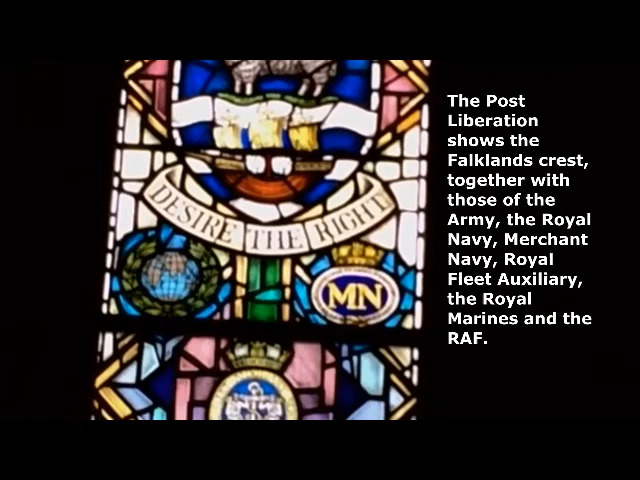 DESIRE THE RIGHT
MN
The Post
Liberation
shows the
Falklands crest,
together with
those of the
Army, the Royal
Navy, Merchant
Navy, Royal
Fleet Auxiliary,
the Royal
Marines and the
RAF.